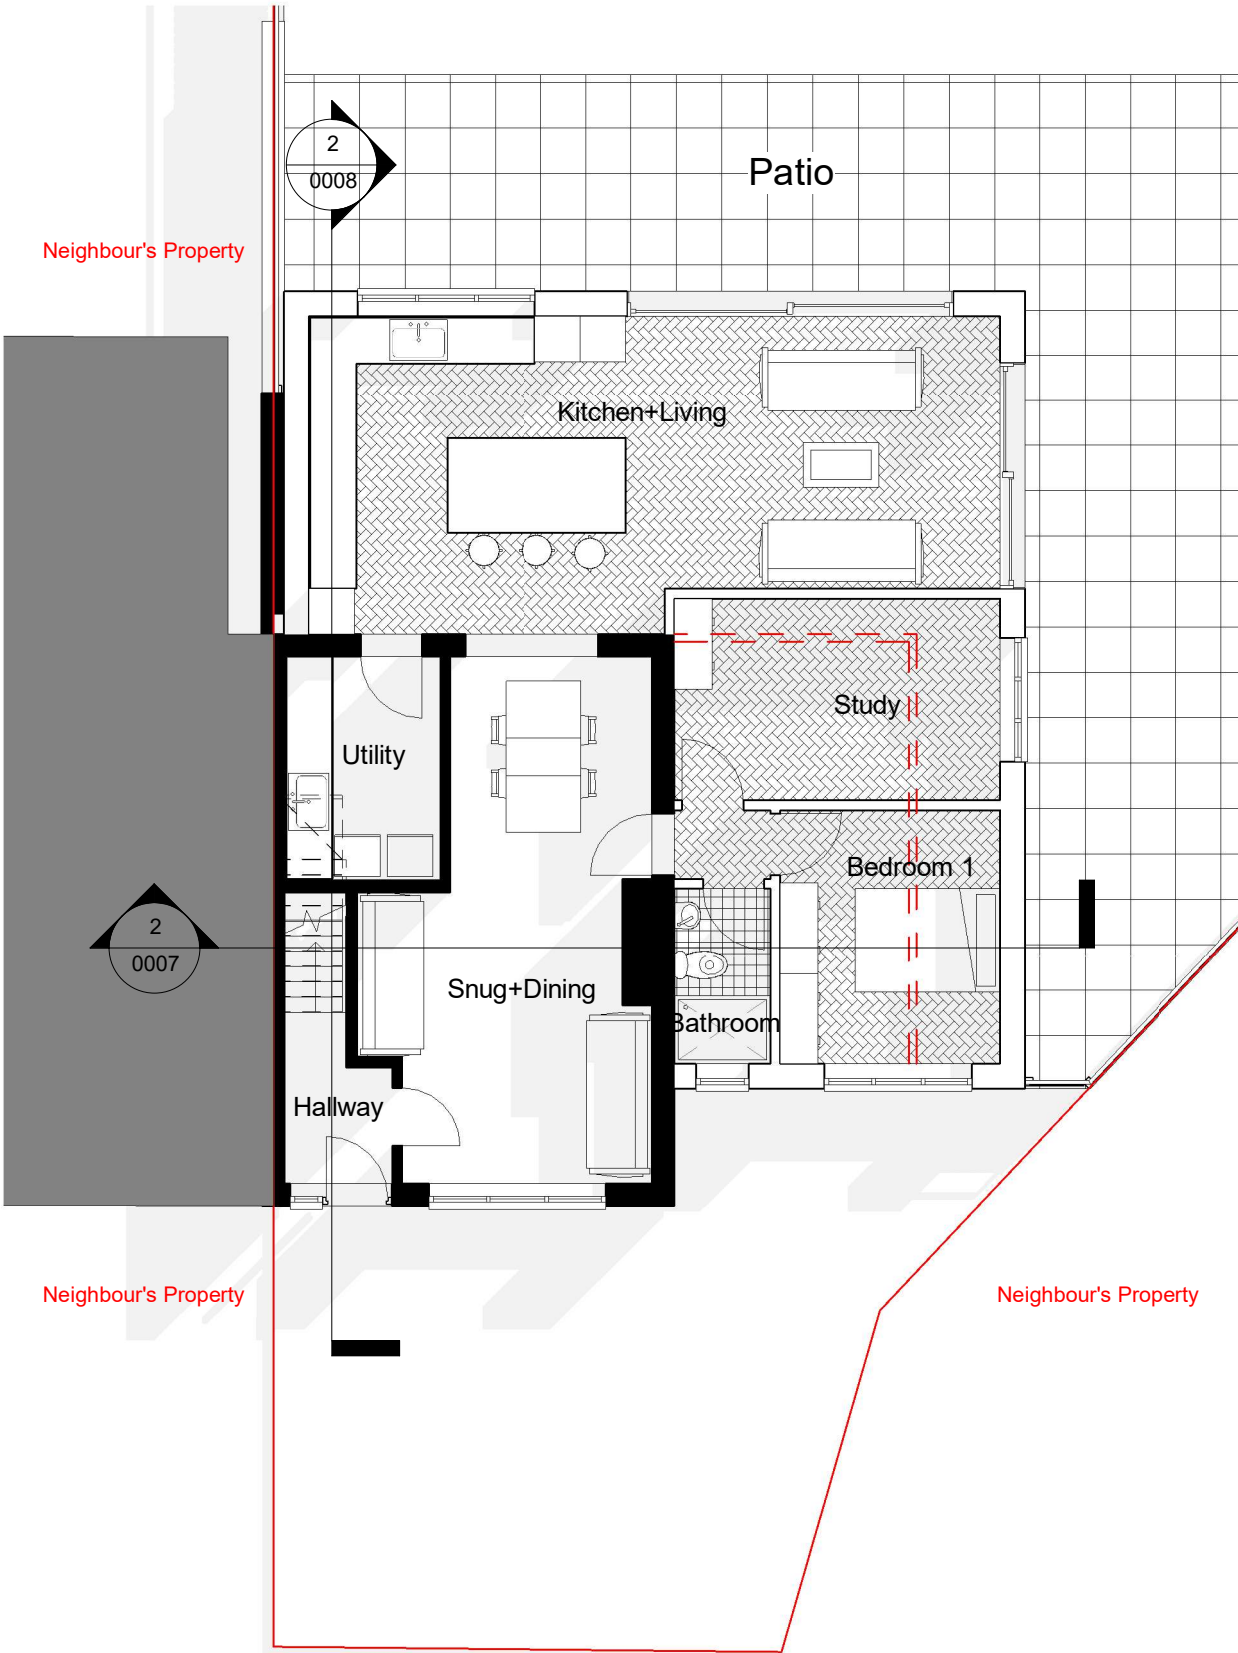 2
0008
Patio
Neighbour's Property
Kitchen+Living
Study
Utility
Bedroom 1
2
0007
Snug+Dining
Bathroom
Hallway
Neighbour's Property
Neighbour's Property